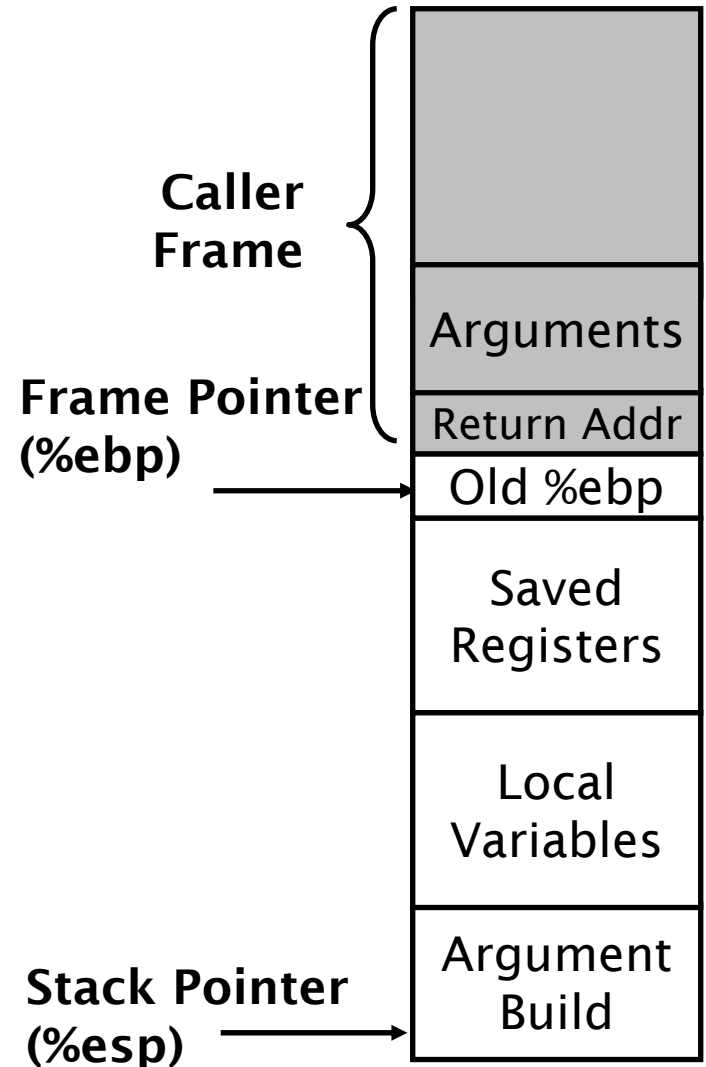 Caller
Frame
Arguments
Frame Pointer
(%ebp)
Return Addr
Old %ebp
Saved
Registers
Local
Variables
Argument
Build
Stack Pointer
(%esp)